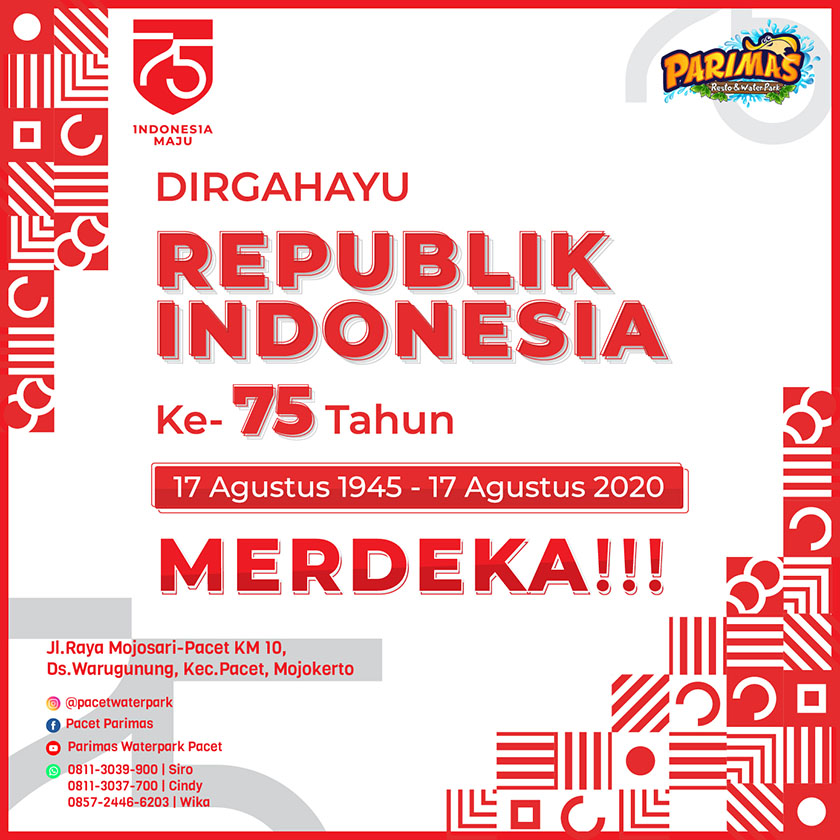 75
INDONESIA
MAJU
PARIMAS
Resto & Water Park
DIRGAHAYU
REPUBLIK
INDONESIA
Ke- 75 Tahun
17 Agustus 1945 - 17 Agustus 2020
MERDEKA!!!
Jl.Raya Mojosari-Pacet KM 10,
Ds.Warugunung, Kec.Pacet, Mojokerto
@pacetwaterpark
Pacet Parimas
Parimas Waterpark Pacet
0811-3039-900 | Siro
0811-3037-700 | Cindy
0857-2446-6203 | Wika